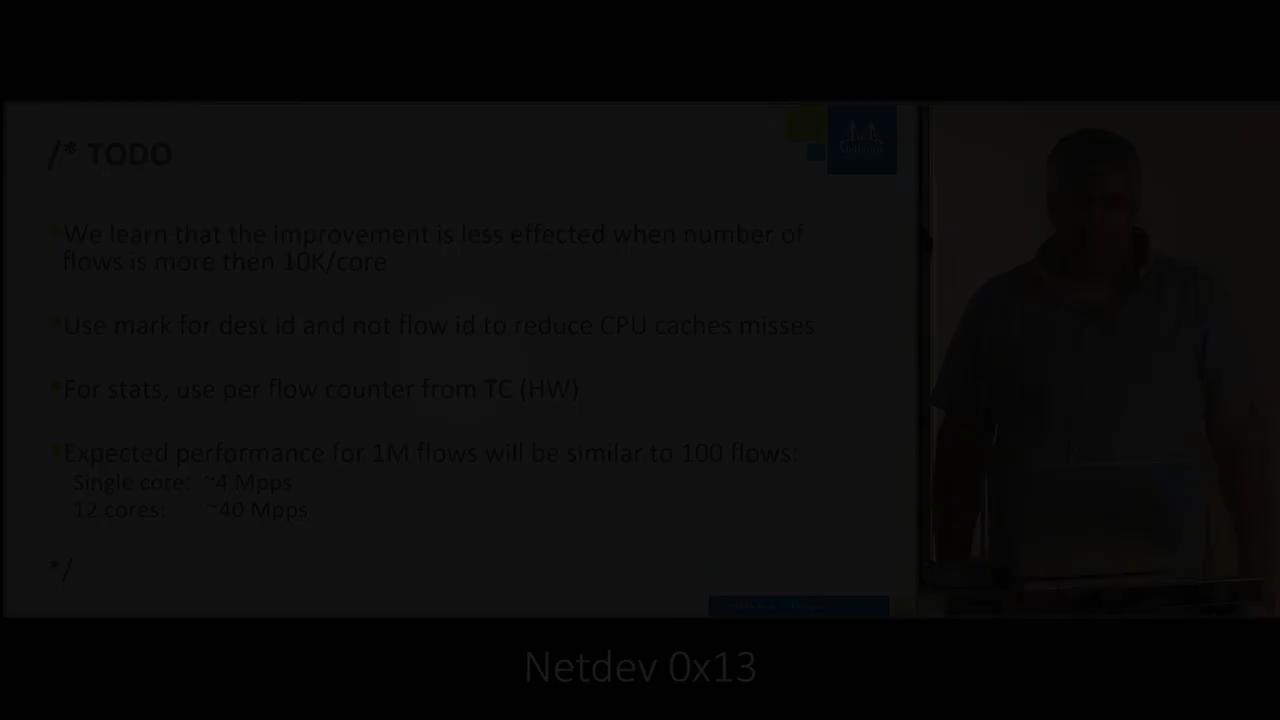 /* TODO
We learn that the improvement is less effected when number of
flows is more then 10K/core
Use mark for dest id and not flow id to reduce CPU caches misses
For stats, use per flow counter from TC (HW)
Expected performance for 1M flows will be similar to 100 flows:
Single core: ~4 Mpps
12 cores: ~40 Mpps
*/
Netdev 0x13